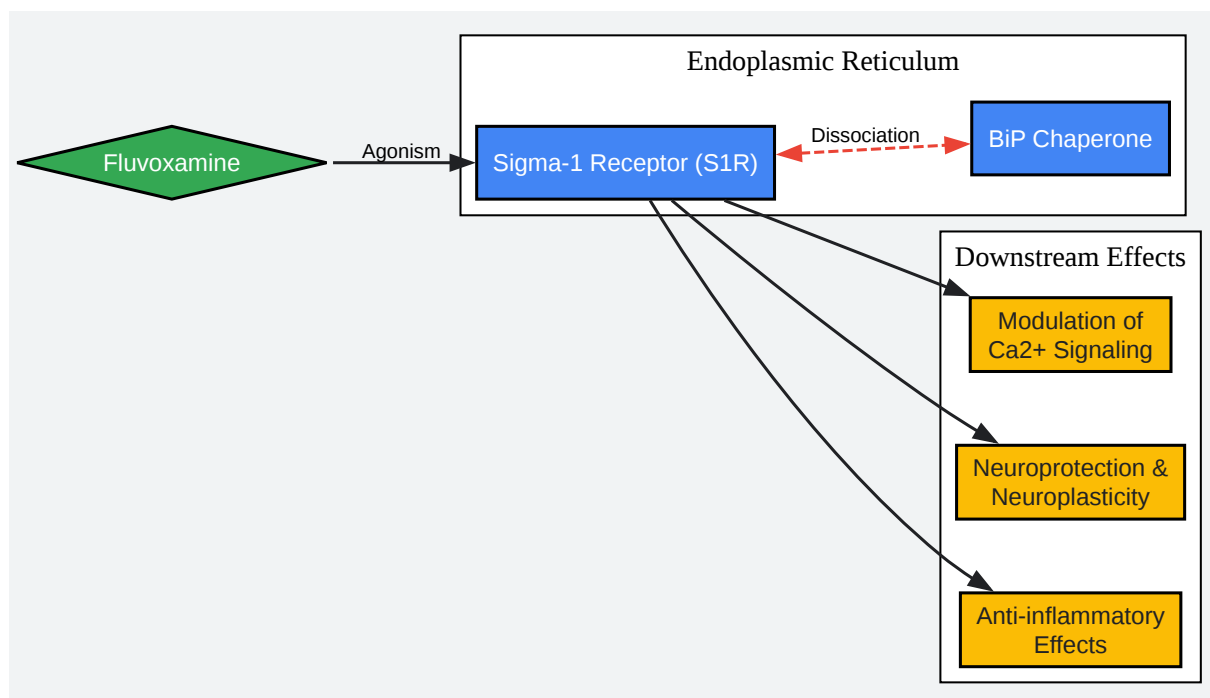 Endoplasmic Reticulum
Fluvoxamine
Agonism
Sigma-1 Receptor (S1R)
Dissociation
BiP Chaperone
Downstream Effects
Modulation of
Ca2+ Signaling
Neuroprotection &
Neuroplasticity
Anti-inflammatory
Effects